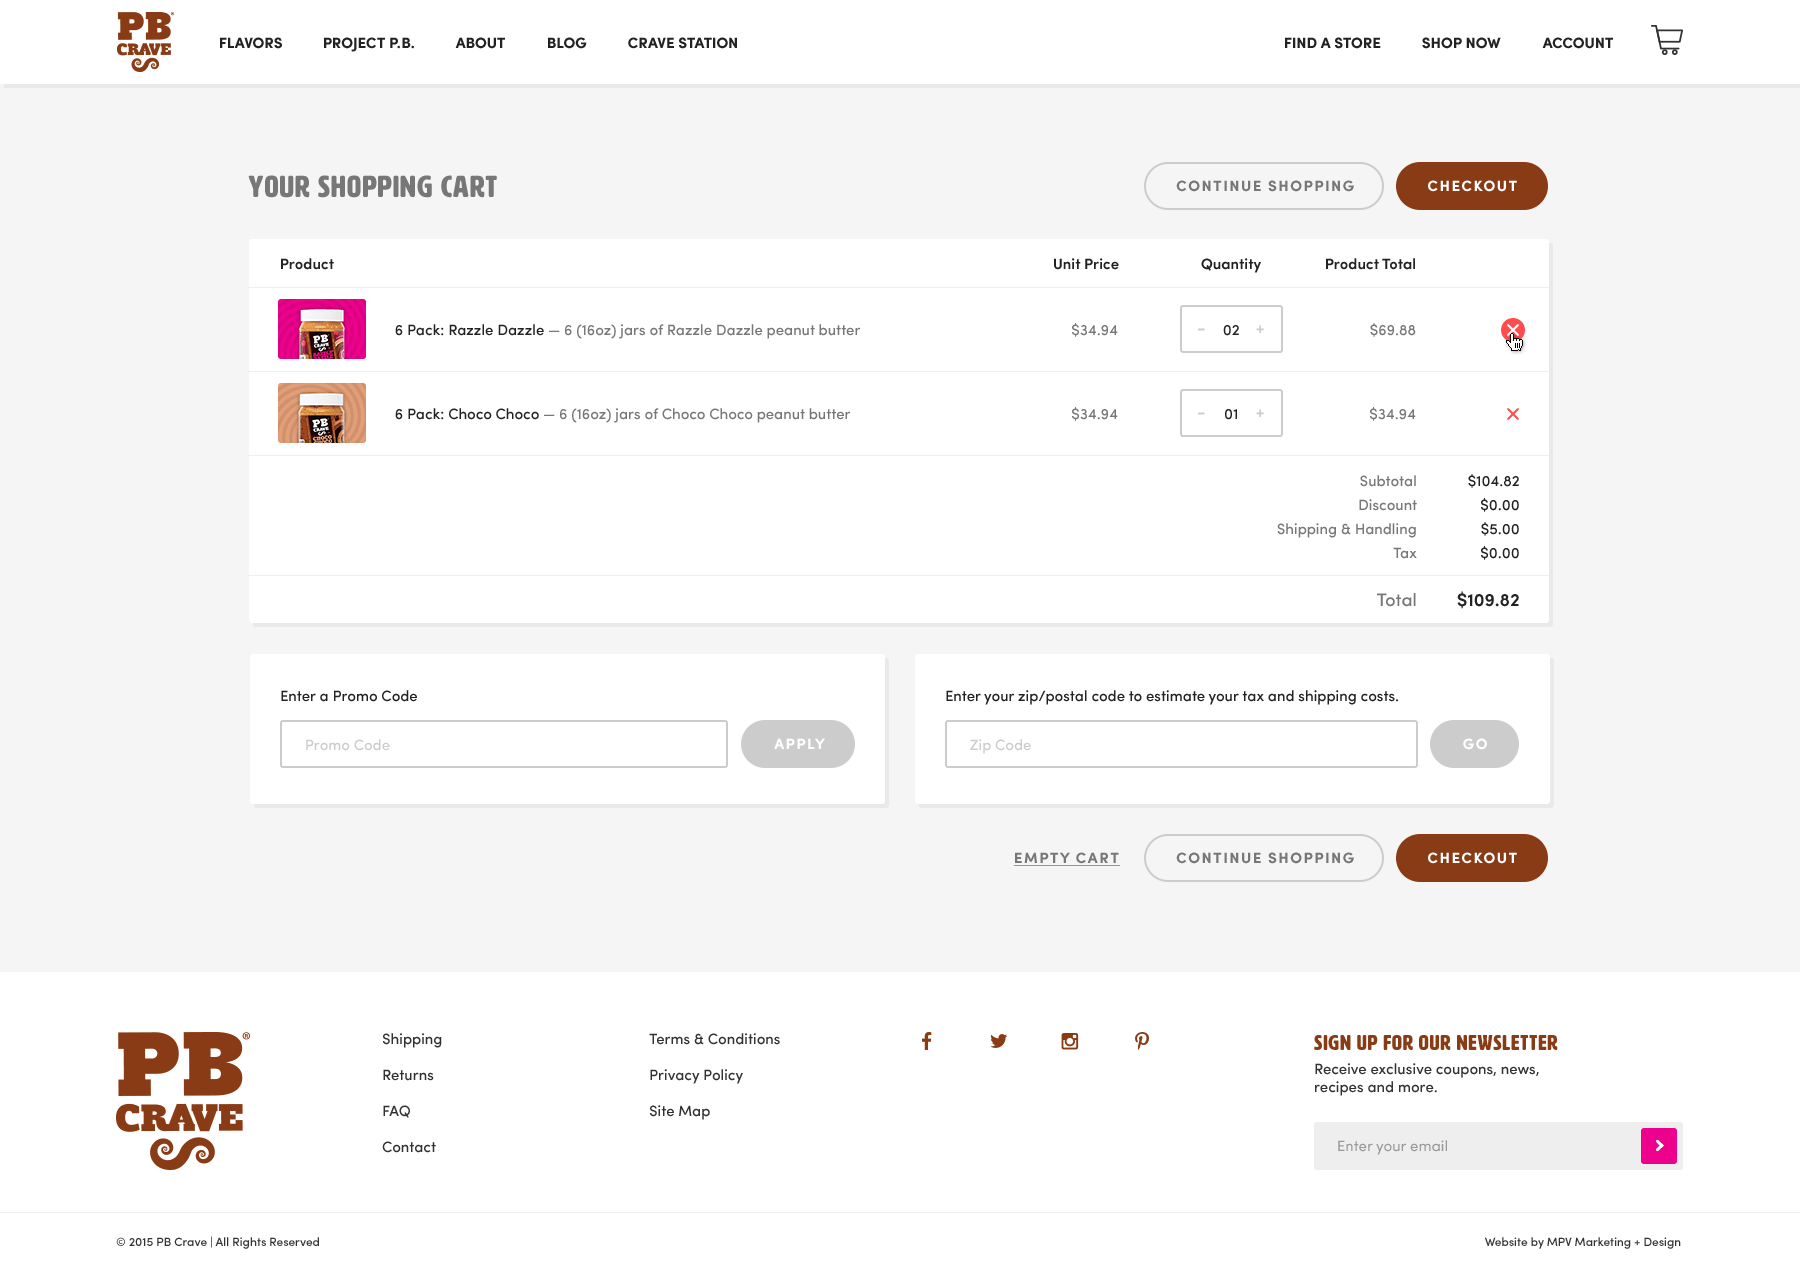 PB
CRAVE
FLAVORS
PROJECT P.B.
ABOUT
BLOG
CRAVE STATION
FIND A STORE
SHOP NOW
ACCOUNT
YOUR SHOPPING CART
CONTINUE SHOPPING
CHECKOUT
Product
Unit Price
Quantity
Product Total
PB
CRAVE
6 Pack: Razzle Dazzle — 6 (16oz) jars of Razzle Dazzle peanut butter
$34.94
- 02 +
$69.88
PB
CRAVE
CHOCO
6 Pack: Choco Choco — 6 (16oz) jars of Choco Choco peanut butter
$34.94
- 01 +
$34.94
Subtotal $104.82
Discount $0.00
Shipping & Handling $5.00
Tax $0.00
Total $109.82
Enter a Promo Code
Promo Code
APPLY
Enter your zip/postal code to estimate your tax and shipping costs.
Zip Code
GO
EMPTY CART
CONTINUE SHOPPING
CHECKOUT
PB®
CRAVE
Shipping
Returns
FAQ
Contact
Terms & Conditions
Privacy Policy
Site Map
SIGN UP FOR OUR NEWSLETTER
Receive exclusive coupons, news,
recipes and more.
Enter your email
© 2015 PB Crave | All Rights Reserved
Website by MPV Marketing + Design